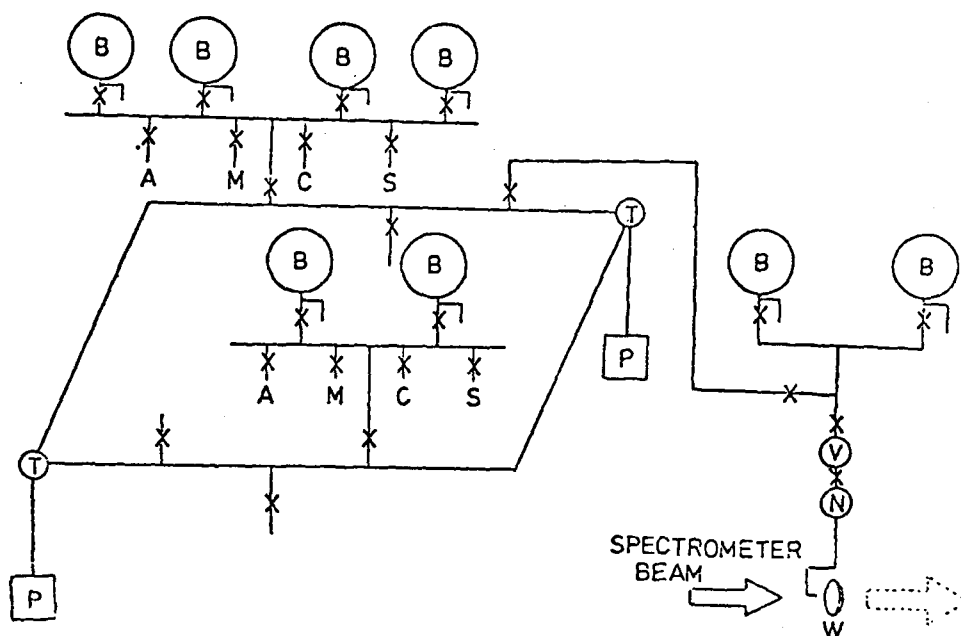 B B B B
A M C S
T
B B
B B
P
A M C S
T
V
N
SPECTROMETER
BEAM
P
W